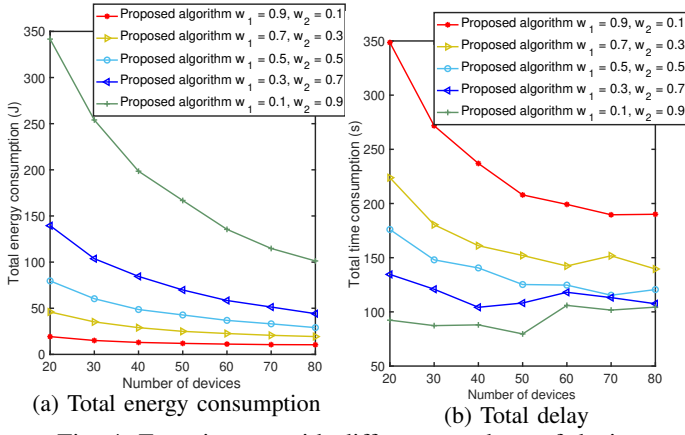 Proposed algorithm w1 = 0.9, w2 = 0.1
Proposed algorithm w1 = 0.7, w2 = 0.3
Proposed algorithm w1 = 0.5, w2 = 0.5
Proposed algorithm w1 = 0.3, w2 = 0.7
Proposed algorithm w1 = 0.1, w2 = 0.9
Total energy consumption (J)
350
300
250
200
150
100
50
0
20 30 40 50 60 70 80
Number of devices
(a) Total energy consumption
Proposed algorithm w1 = 0.9, w2 = 0.1
Proposed algorithm w1 = 0.7, w2 = 0.3
Proposed algorithm w1 = 0.5, w2 = 0.5
Proposed algorithm w1 = 0.3, w2 = 0.7
Proposed algorithm w1 = 0.1, w2 = 0.9
Total time consumption (s)
350
300
250
200
150
100
50
20 30 40 50 60 70 80
Number of devices
(b) Total delay